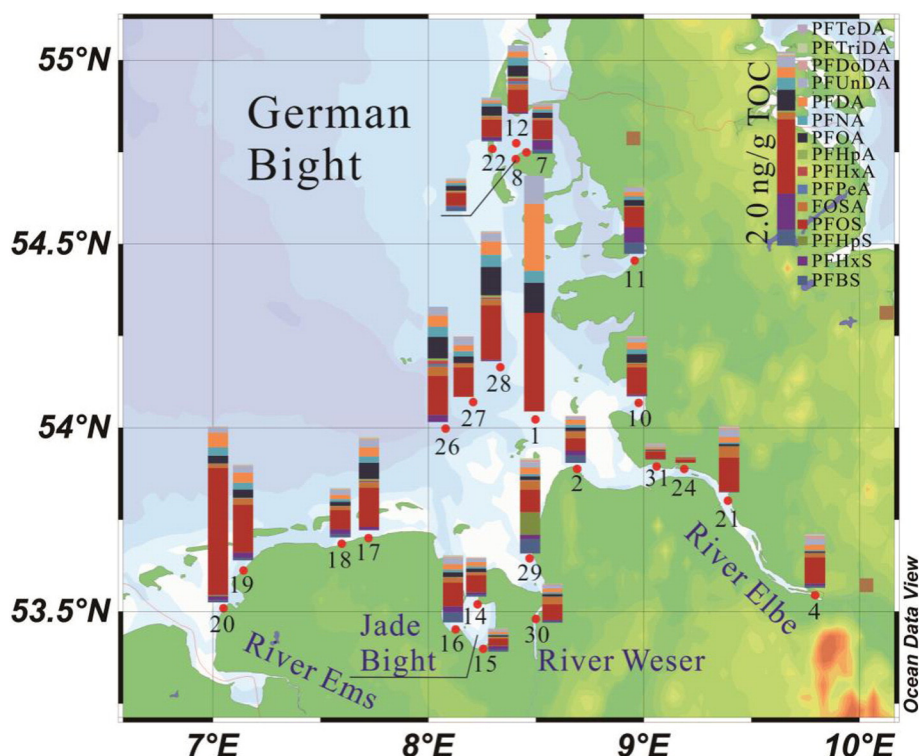 55°N
54.5°N
54°N
53.5°N
7°E
8°E
9°E
10°E
German
Bight
12
22
8
7
11
28
27
26
1
10
2
31
24
21
4
20
19
18
17
29
30
14
16
15
Jade
Bight
River Ems
River Weser
River Elbe
2.0 ng/g TOC
PFTeDA
PFTriDA
PFDoDA
PFUnDA
PFDA
PFNA
PFOA
PFHpA
PFHxA
PFPeA
FOSA
PFOS
PFHpS
PFHxS
PFBS
Ocean Data View